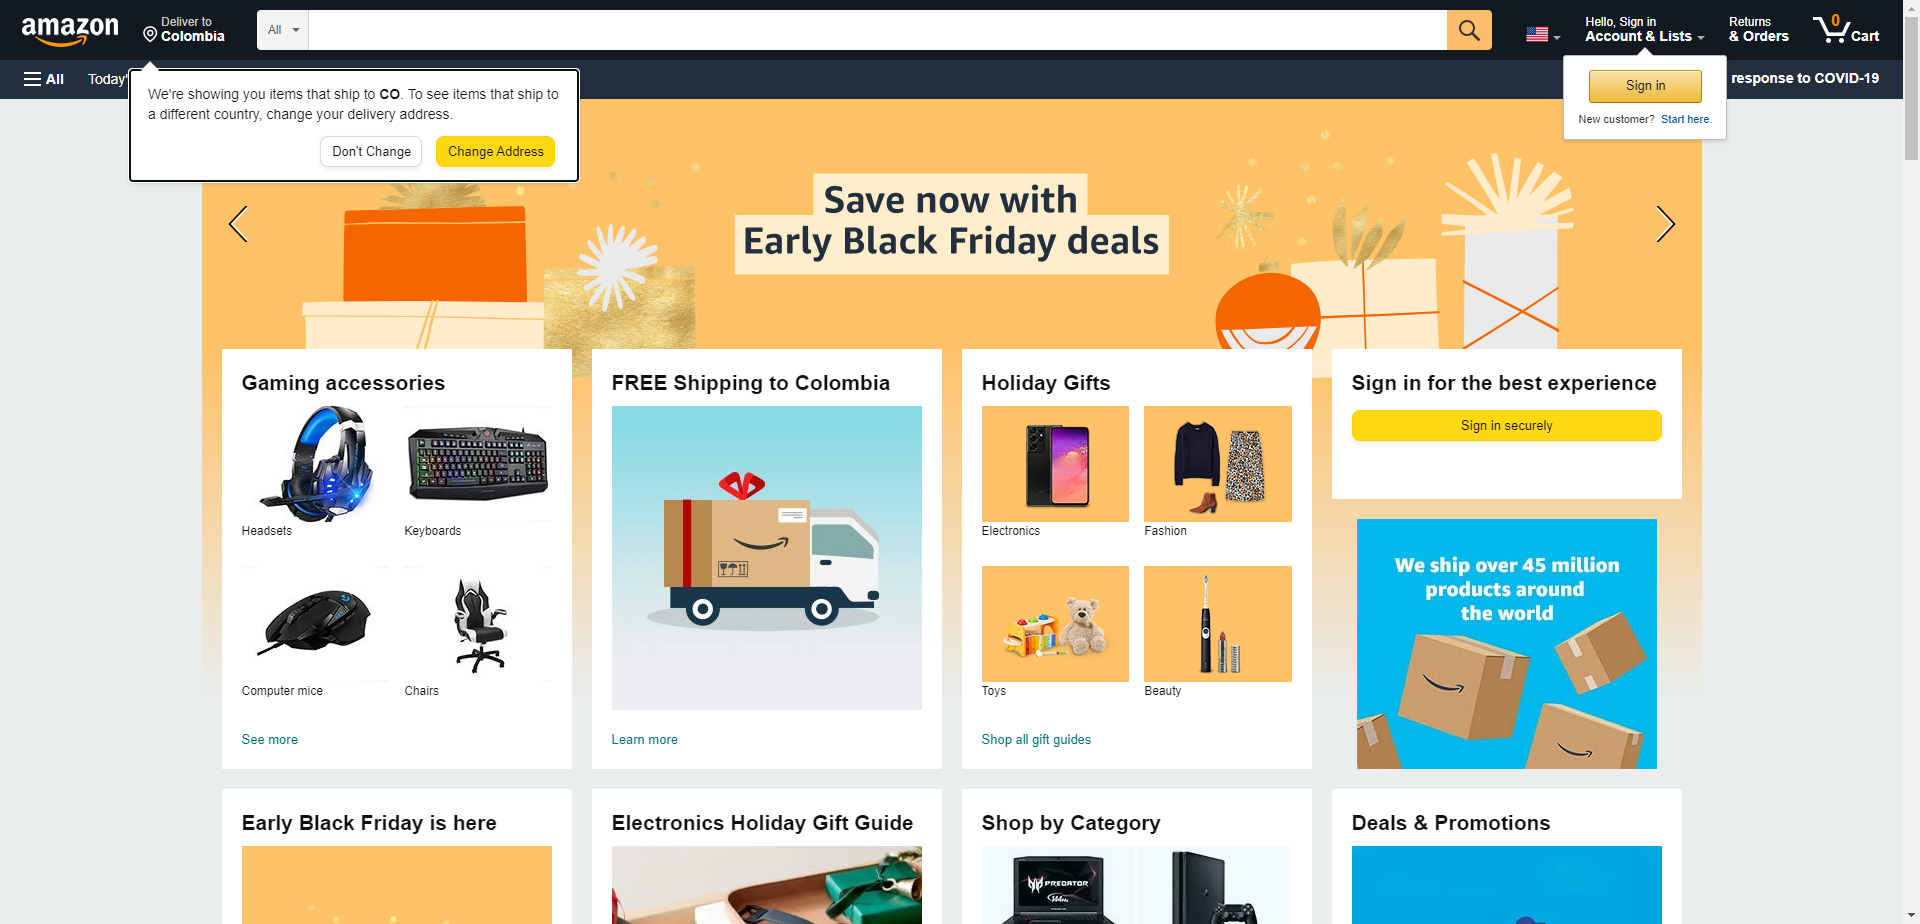 amazon
Deliver to
Colombia
All
Hello, Sign in
Account & Lists
Returns
& Orders
0
Cart
All
Today'
response to COVID-19
We're showing you items that ship to CO. To see items that ship to
a different country, change your delivery address.
Don't Change
Change Address
Sign in
New customer? Start here.
Save now with
Early Black Friday deals
Gaming accessories
Headsets
Keyboards
Computer mice
Chairs
See more
FREE Shipping to Colombia
Learn more
Holiday Gifts
Electronics
Fashion
Toys
Beauty
Shop all gift guides
Sign in for the best experience
Sign in securely
We ship over 45 million
products around
the world
Early Black Friday is here
Electronics Holiday Gift Guide
Shop by Category
PREDATOR
Deals & Promotions